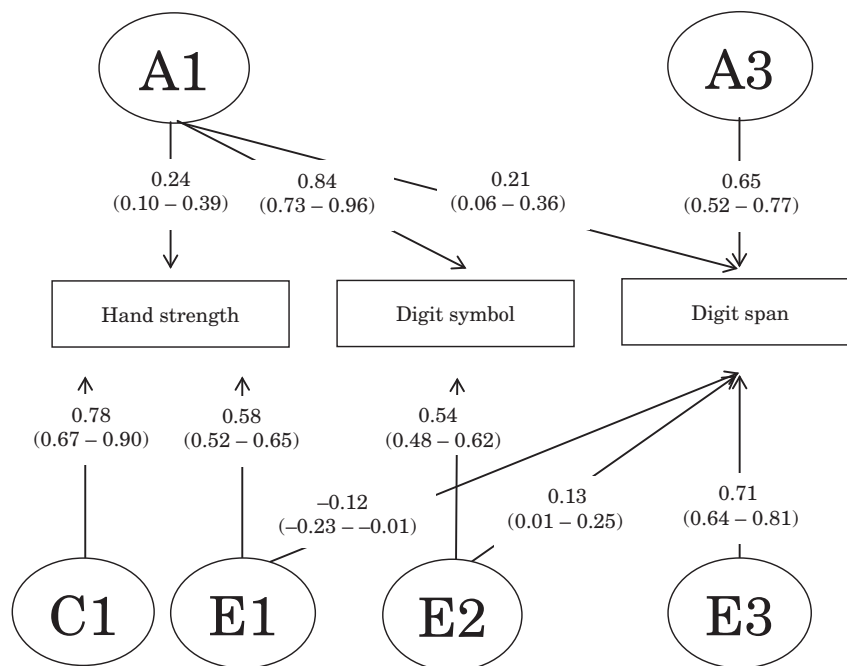 A1
A3
0.24
(0.10 – 0.39)
0.84
(0.73 – 0.96)
0.21
(0.06 – 0.36)
0.65
(0.52 – 0.77)
Hand strength
Digit symbol
Digit span
0.78
(0.67 – 0.90)
0.58
(0.52 – 0.65)
0.54
(0.48 – 0.62)
–0.12
(–0.23 – –0.01)
0.13
(0.01 – 0.25)
0.71
(0.64 – 0.81)
C1
E1
E2
E3